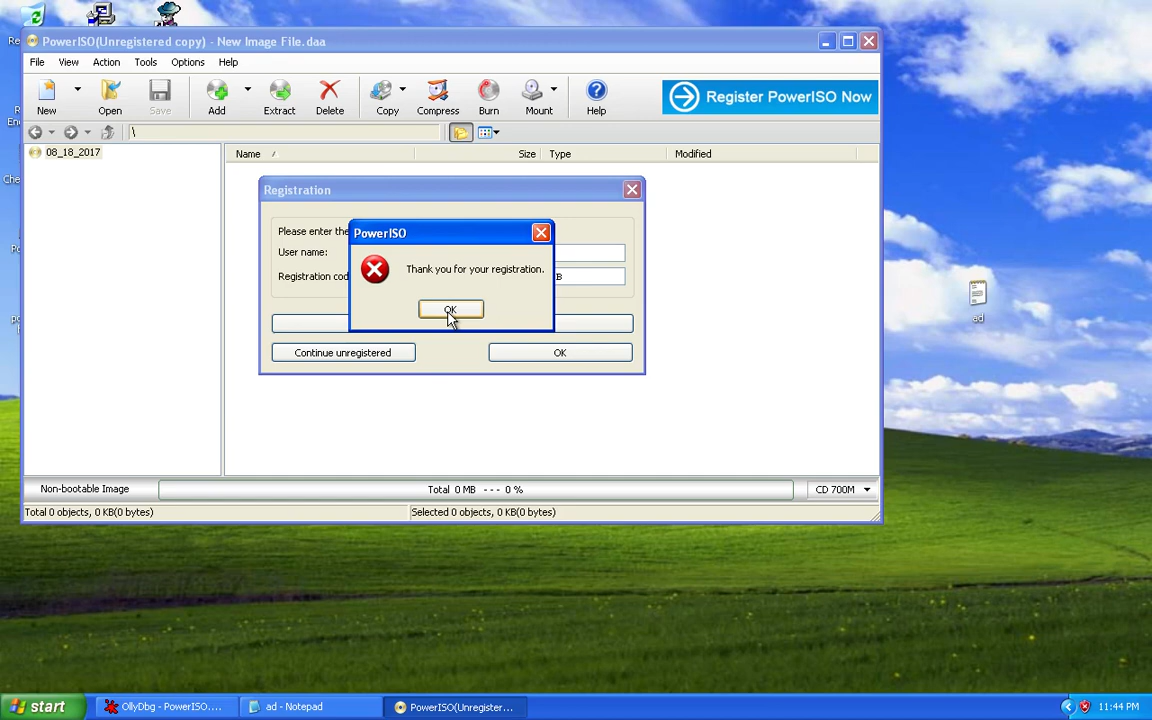 PowerISO(Unregistered copy) - New Image File.daa
File View Action Tools Options Help
New Open Save Add Extract Delete Copy Compress Burn Mount Help
Register PowerISO Now
\
08_18_2017
Name Size Type Modified
Registration
Please enter the
User name:
Registration cod
B
PowerISO
Thank you for your registration.
OK
Continue unregistered
OK
Non-bootable Image
Total 0 MB --- 0 %
CD 700M
Total 0 objects, 0 KB(0 bytes)
Selected 0 objects, 0 KB(0 bytes)
ad
start
OllyDbg - PowerISO....
ad - Notepad
PowerISO(Unregister...
11:44 PM